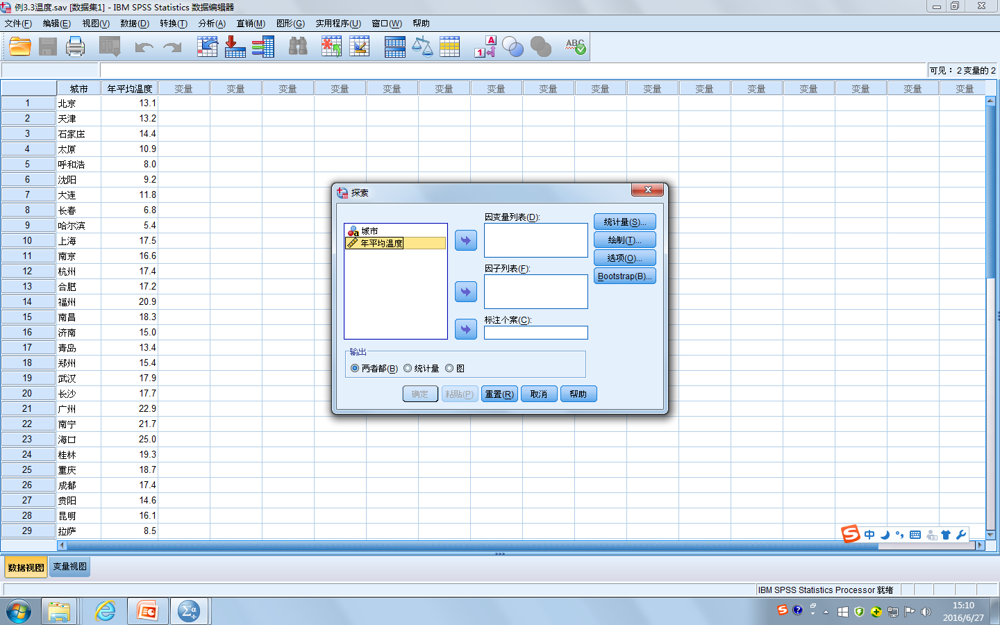 例3.3温度.sav [数据集1] - IBM SPSS Statistics 数据编辑器
文件(F) 编辑(E) 视图(V) 数据(D) 转换(T) 分析(A) 直销(M) 图形(G) 实用程序(U) 窗口(W) 帮助
可见：2 变量的 2
城市 年平均温度 变量 变量 变量 变量 变量 变量 变量 变量 变量 变量 变量 变量 变量 变量 变量 变量
1 北京 13.1
2 天津 13.2
3 石家庄 14.4
4 太原 10.9
5 呼和浩 8.0
6 沈阳 9.2
7 大连 11.8
8 长春 6.8
9 哈尔滨 5.4
10 上海 17.5
11 南京 16.6
12 杭州 17.4
13 合肥 17.2
14 福州 20.9
15 南昌 18.3
16 济南 15.0
17 青岛 13.4
18 郑州 15.4
19 武汉 17.9
20 长沙 17.7
21 广州 22.9
22 南宁 21.7
23 海口 25.0
24 桂林 19.3
25 重庆 18.7
26 成都 17.4
27 贵阳 14.6
28 昆明 16.1
29 拉萨 8.5
探索
城市
年平均温度
因变量列表(D):
因子列表(F):
标注个案(C):
统计量(S)...
绘制(T)...
选项(O)...
Bootstrap(B)...
输出
两者都(B) 统计量 图
确定 粘贴(P) 重置(R) 取消 帮助
中
数据视图 变量视图
IBM SPSS Statistics Processor 就绪
15:10
2016/6/27